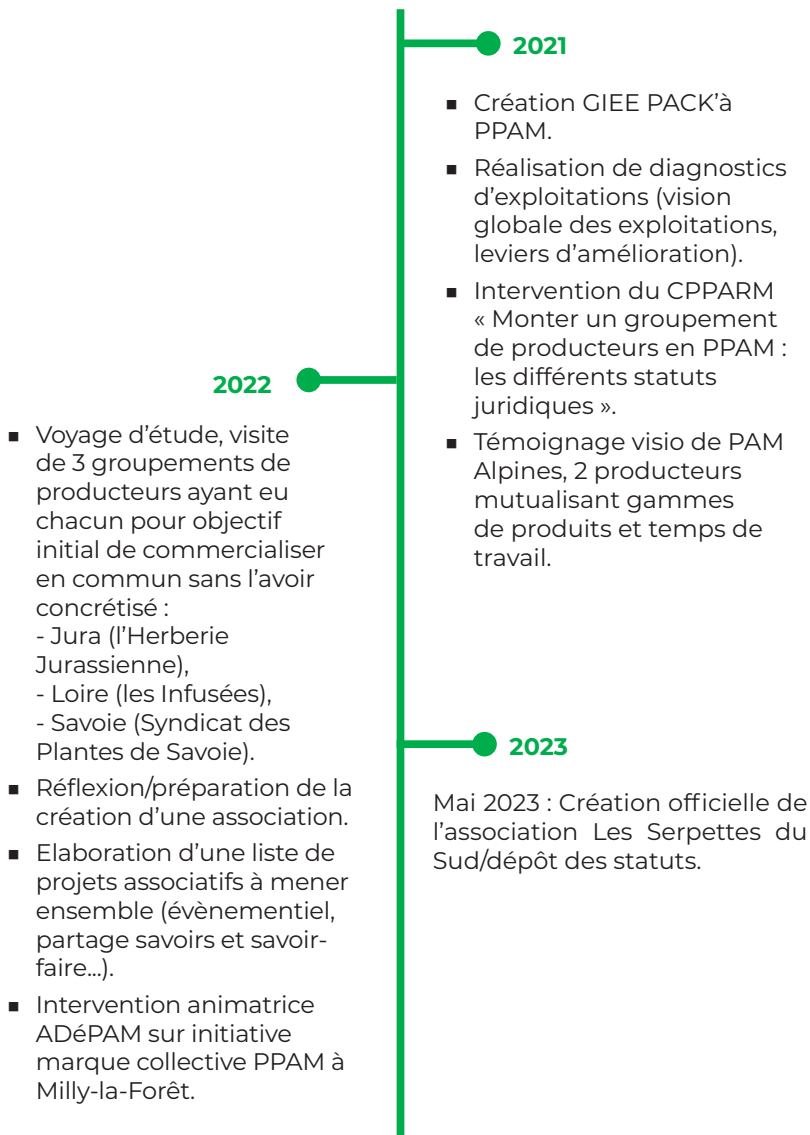 2021
▪ Création GIEE PACK’à
PPAM.
▪ Réalisation de diagnostics
d’exploitations (vision
globale des exploitations,
leviers d’amélioration).
▪ Intervention du CPPARM
« Monter un groupement
de producteurs en PPAM :
les différents statuts
juridiques ».
▪ Témoignage visio de PAM
Alpines, 2 producteurs
mutualisant gammes
de produits et temps de
travail.
2022
▪ Voyage d’étude, visite
de 3 groupements de
producteurs ayant eu
chacun pour objectif
initial de commercialiser
en commun sans l’avoir
concrétisé :
- Jura (l’Herberie
Jurassienne),
- Loire (les Infusées),
- Savoie (Syndicat des
Plantes de Savoie).
▪ Réflexion/préparation de la
création d’une association.
▪ Elaboration d’une liste de
projets associatifs à mener
ensemble (évènementiel,
partage savoirs et savoir-
faire...).
▪ Intervention animatrice
ADéPAM sur initiative
marque collective PPAM à
Milly-la-Forêt.
2023
Mai 2023 : Création officielle de
l’association Les Serpettes du
Sud/dépôt des statuts.